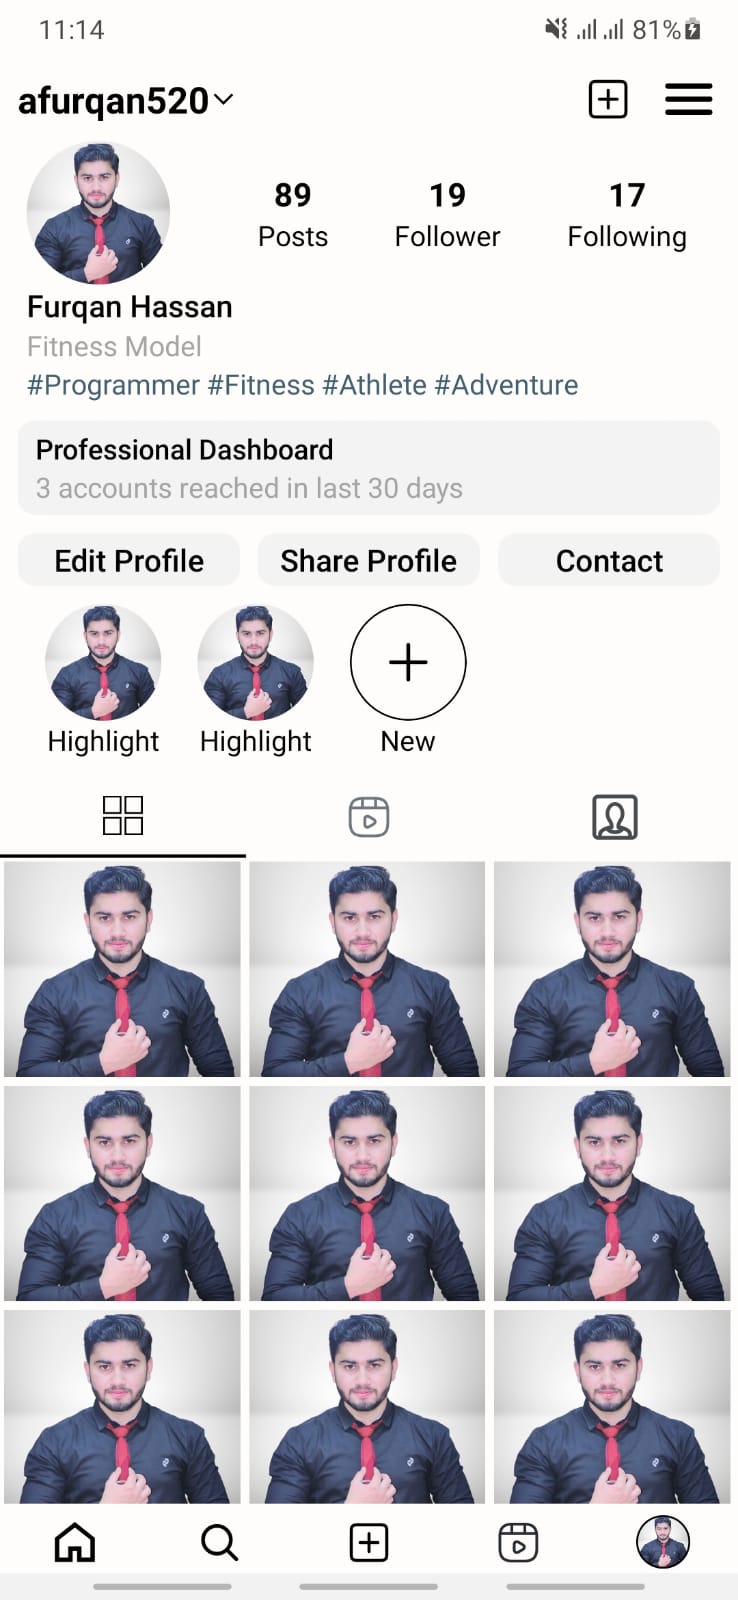 11:14 81%
afurqan520
89 19 17
Posts Follower Following
Furqan Hassan
Fitness Model
#Programmer #Fitness #Athlete #Adventure
Professional Dashboard
3 accounts reached in last 30 days
Edit Profile Share Profile Contact
Highlight Highlight New